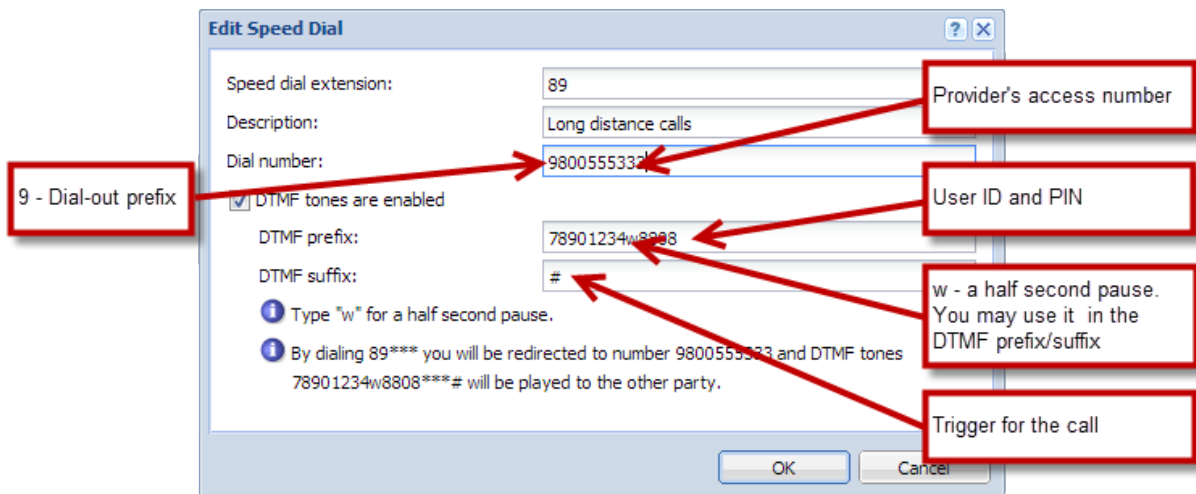 Edit Speed Dial
Speed dial extension:
89
Provider's access number
Description:
Long distance calls
Dial number:
9800555333
9 - Dial-out prefix
DTMF tones are enabled
User ID and PIN
DTMF prefix:
78901234w8808
DTMF suffix:
#
w - a half second pause.
You may use it in the
DTMF prefix/suffix
Type "w" for a half second pause.
By dialing 89*** you will be redirected to number 9800555333 and DTMF tones
78901234w8808***# will be played to the other party.
Trigger for the call
OK
Cancel